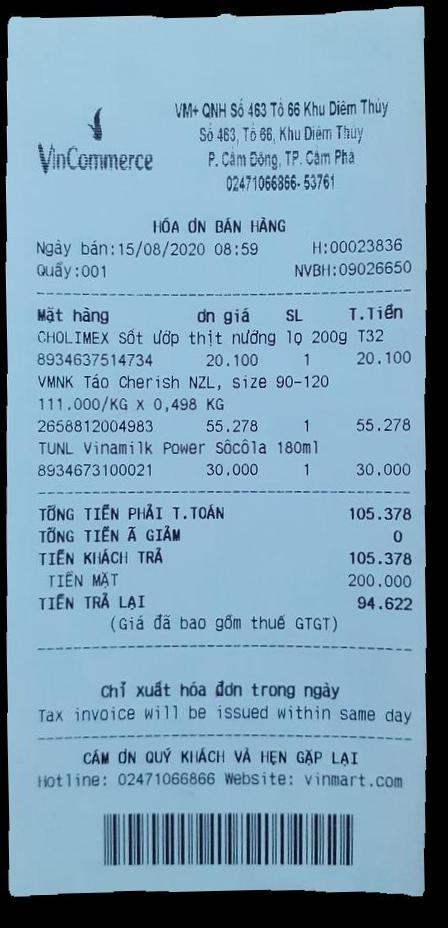 VinCommerce
VM+ QNH Số 463 Tổ 66 Khu Diêm Thủy
Số 463, Tổ 66, Khu Diêm Thủy
P. Cẩm Đông, TP. Cẩm Phả
02471066866- 53761
HÓA ƠN BÁN HÀNG
Ngày bán:15/08/2020 08:59 H:00023836
Quầy:001 NVBH:09026650
Mặt hàng ơn giá SL T.Tiền
CHOLIMEX Sốt ướp thịt nướng lọ 200g T32
8934637514734 20.100 1 20.100
VMNK Táo Cherish NZL, size 90-120
111.000/KG X 0,498 KG
2658812004983 55.278 1 55.278
TUNL Vinamilk Power Sôcôla 180ml
8934673100021 30.000 1 30.000
TỔNG TIỀN PHẢI T.TOÁN 105.378
TỔNG TIỀN Ã GIẢM 0
TIỀN KHÁCH TRẢ 105.378
TIỀN MẶT 200.000
TIỀN TRẢ LẠI 94.622
(Giá đã bao gồm thuế GTGT)
Chỉ xuất hóa đơn trong ngày
Tax invoice will be issued within same day
CẢM ƠN QUÝ KHÁCH VÀ HẸN GẶP LẠI
Hotline: 02471066866 Website: vinmart.com